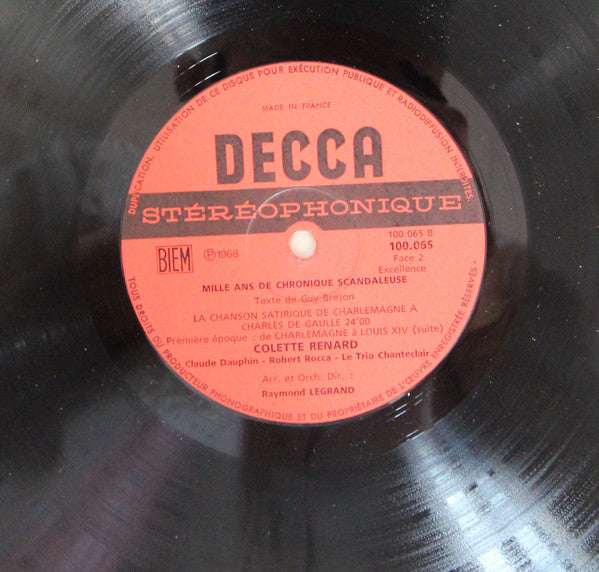 DUPLICATION, UTILISATION DE CE DISQUE POUR EXÉCUTION PUBLIQUE ET RADIODIFFUSION INTERDITES.
MADE IN FRANCE
DECCA
STÉRÉOPHONIQUE
BIEM
Ⓟ1968
100 065 B
100.065
Face 2
Excellence
MILLE ANS DE CHRONIQUE SCANDALEUSE
Texte de Guy Breton
LA CHANSON SATIRIQUE DE CHARLEMAGNE A
CHARLES DE GAULLE 24'00
Première époque : de CHARLEMAGNE à LOUIS XIV (suite)
COLETTE RENARD
Claude Dauphin - Robert Rocca - Le Trio Chanteclair
Arr. et Orch. Dir. :
Raymond LEGRAND
TOUS DROITS DU PRODUCTEUR PHONOGRAPHIQUE ET DU PROPRIÉTAIRE DE L'ŒUVRE ENREGISTRÉE RÉSERVÉS -